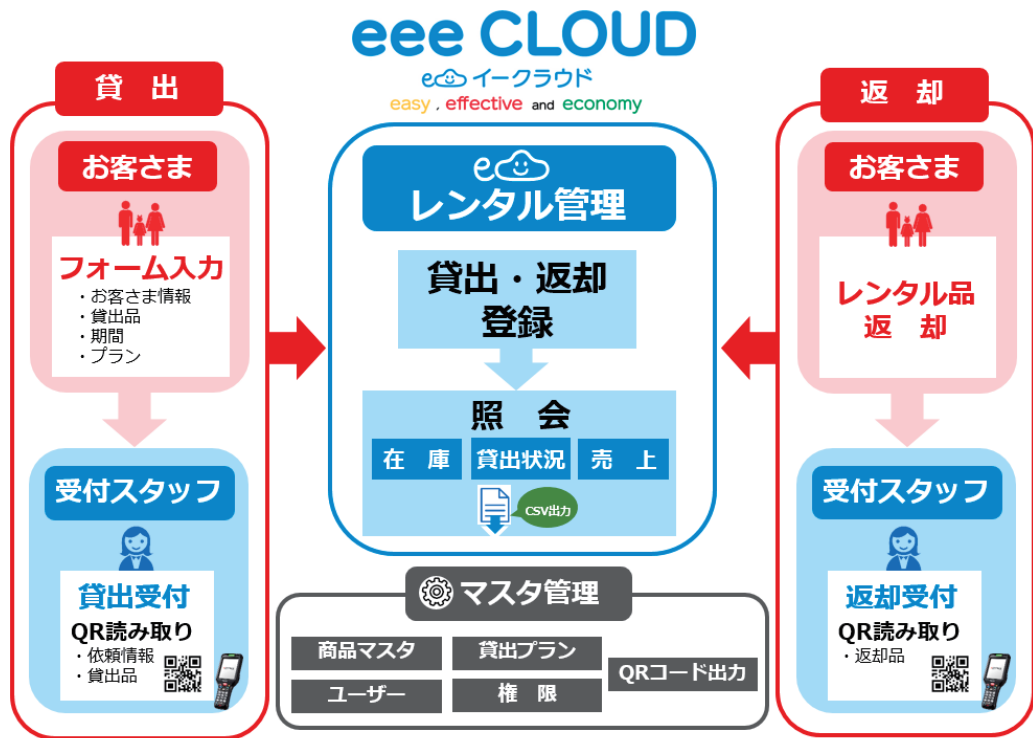 eee CLOUD
e イークラウド
easy , effective and economy
貸 出
お客さま
フォーム入力
・お客さま情報
・貸出品
・期間
・プラン
受付スタッフ
貸出受付
QR読み取り
・依頼情報
・貸出品
e
レンタル管理
貸出・返却
登録
照 会
在 庫
貸出状況
売 上
CSV出力
マスタ管理
商品マスタ
貸出プラン
ユーザー
権 限
QRコード出力
返 却
お客さま
レンタル品
返 却
受付スタッフ
返却受付
QR読み取り
・返却品